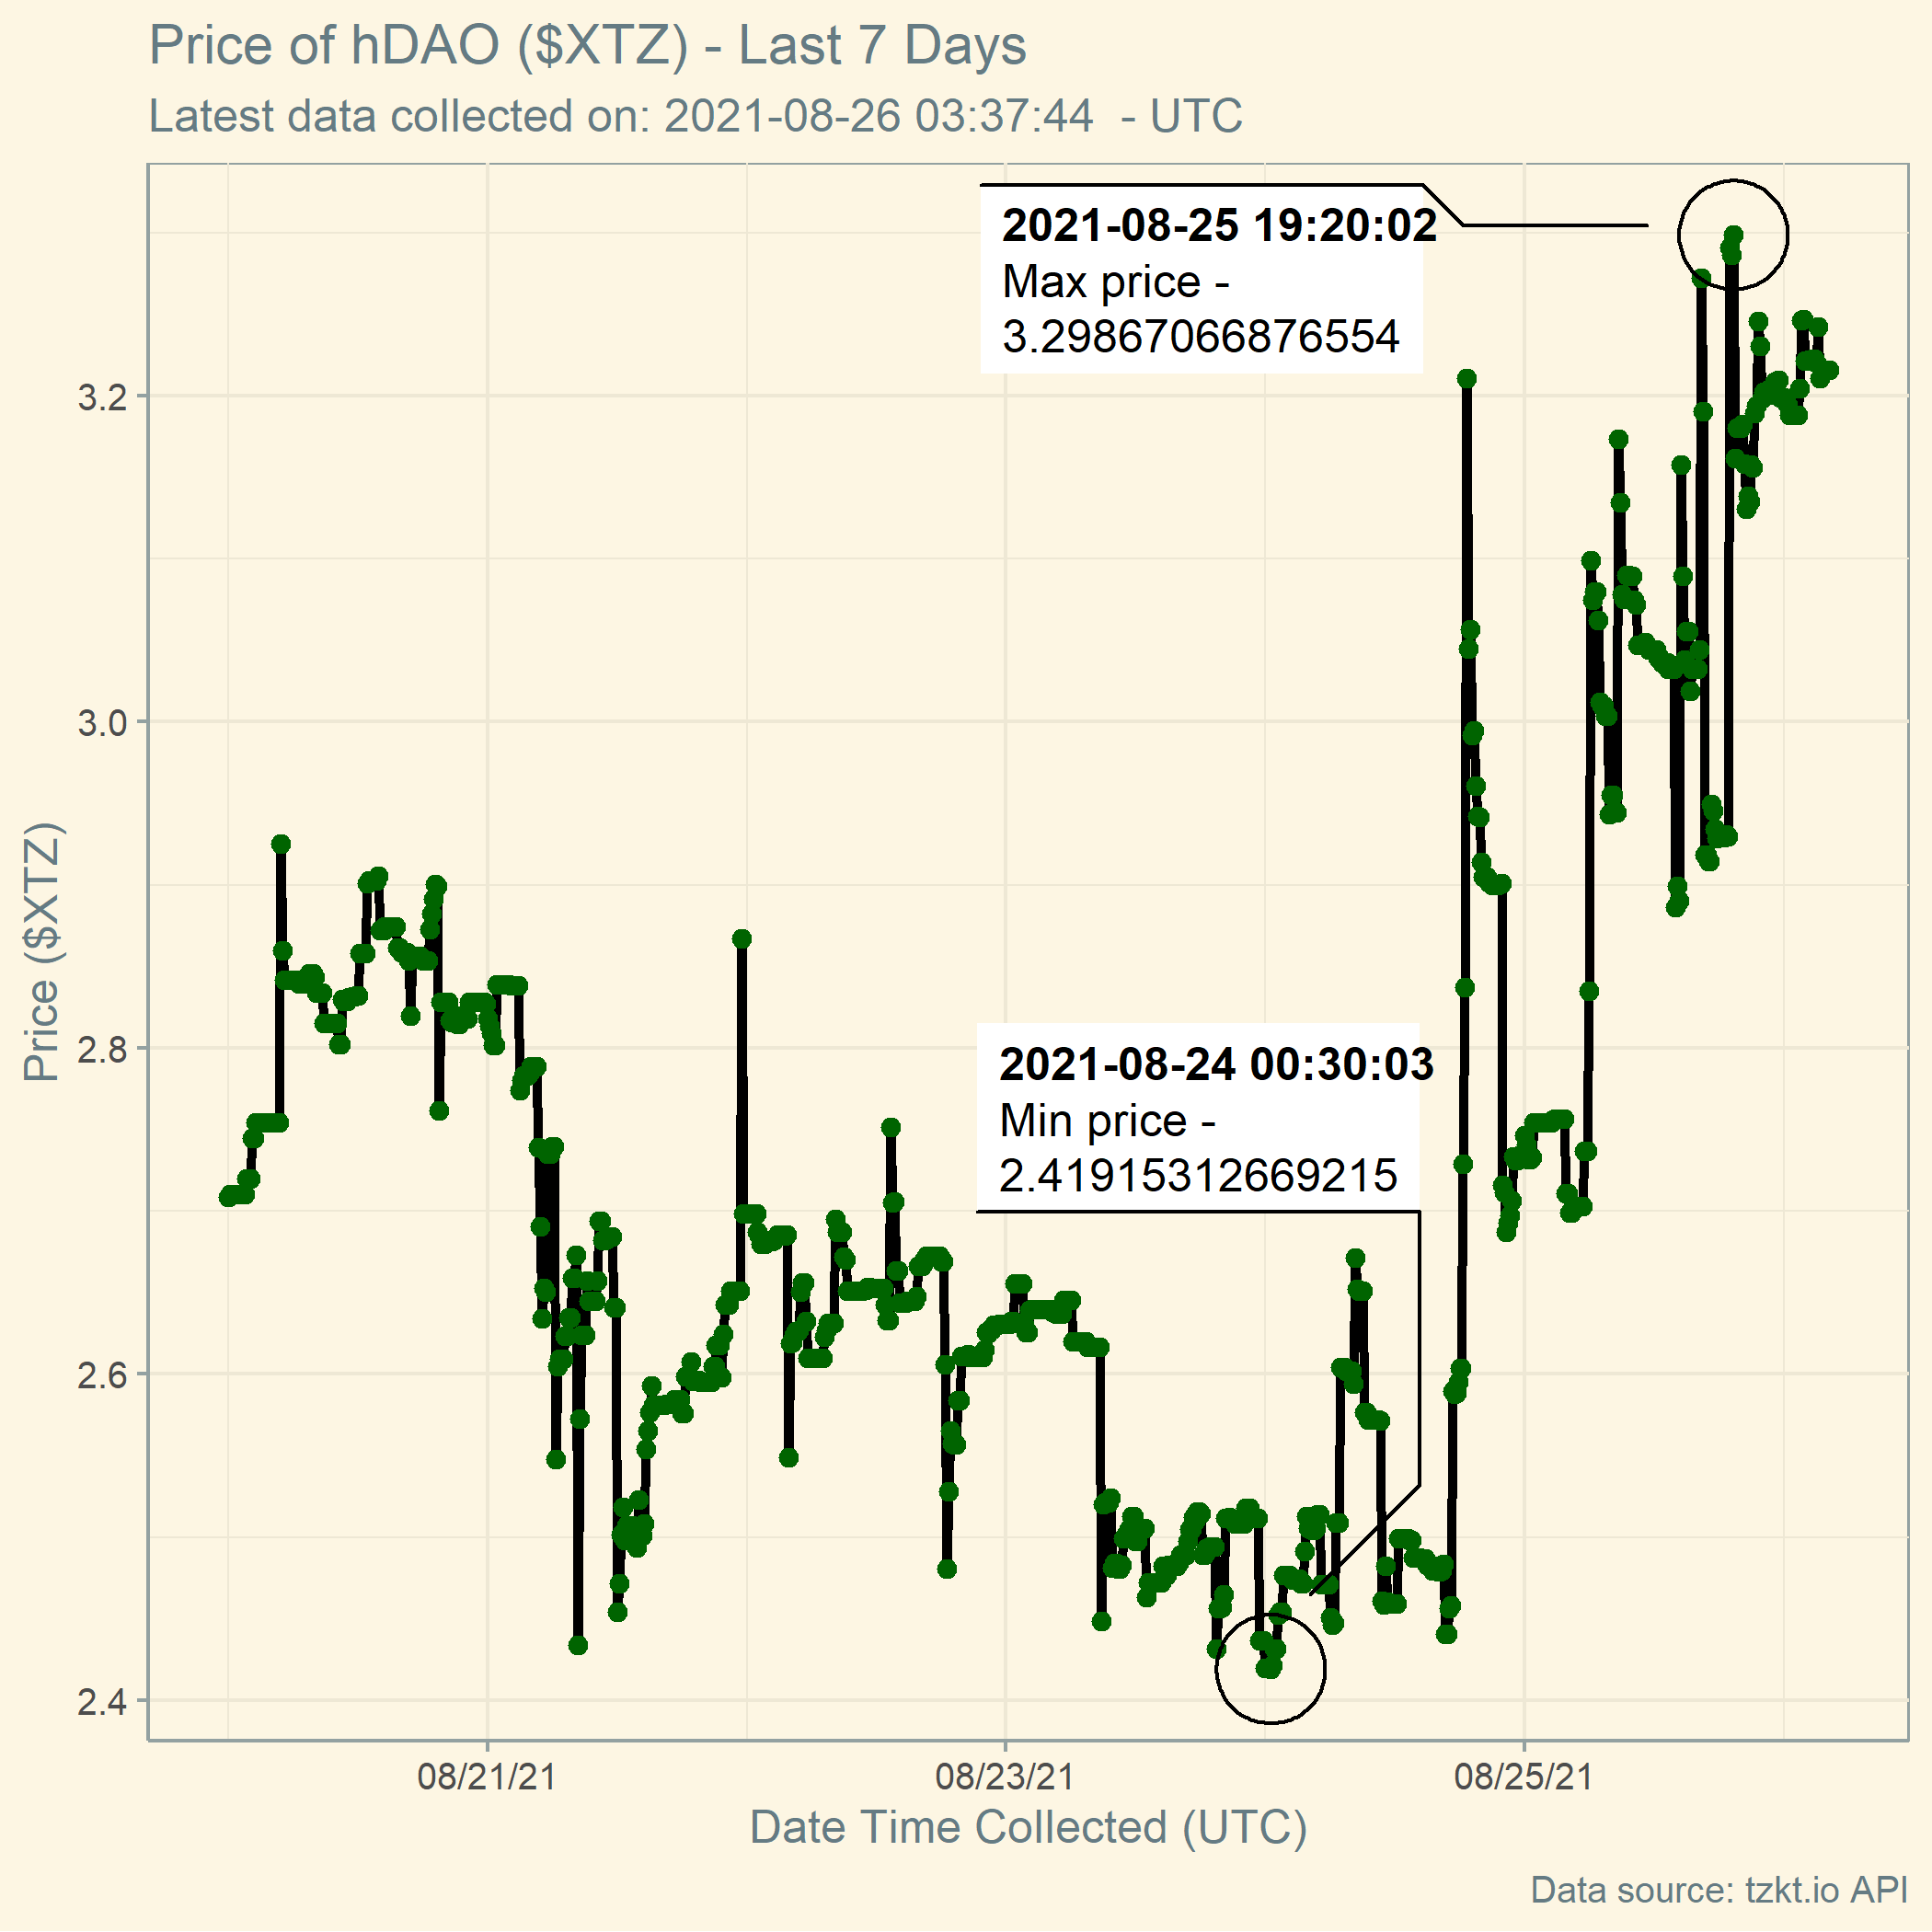 Price of hDAO ($XTZ) - Last 7 Days
Latest data collected on: 2021-08-26 03:37:44  - UTC
2021-08-25 19:20:02
Max price -
3.29867066876554
3.2
3.0
2.8
2.6
2.4
Price ($XTZ)
2021-08-24 00:30:03
Min price -
2.41915312669215
08/21/21
08/23/21
08/25/21
Date Time Collected (UTC)
Data source: tzkt.io API